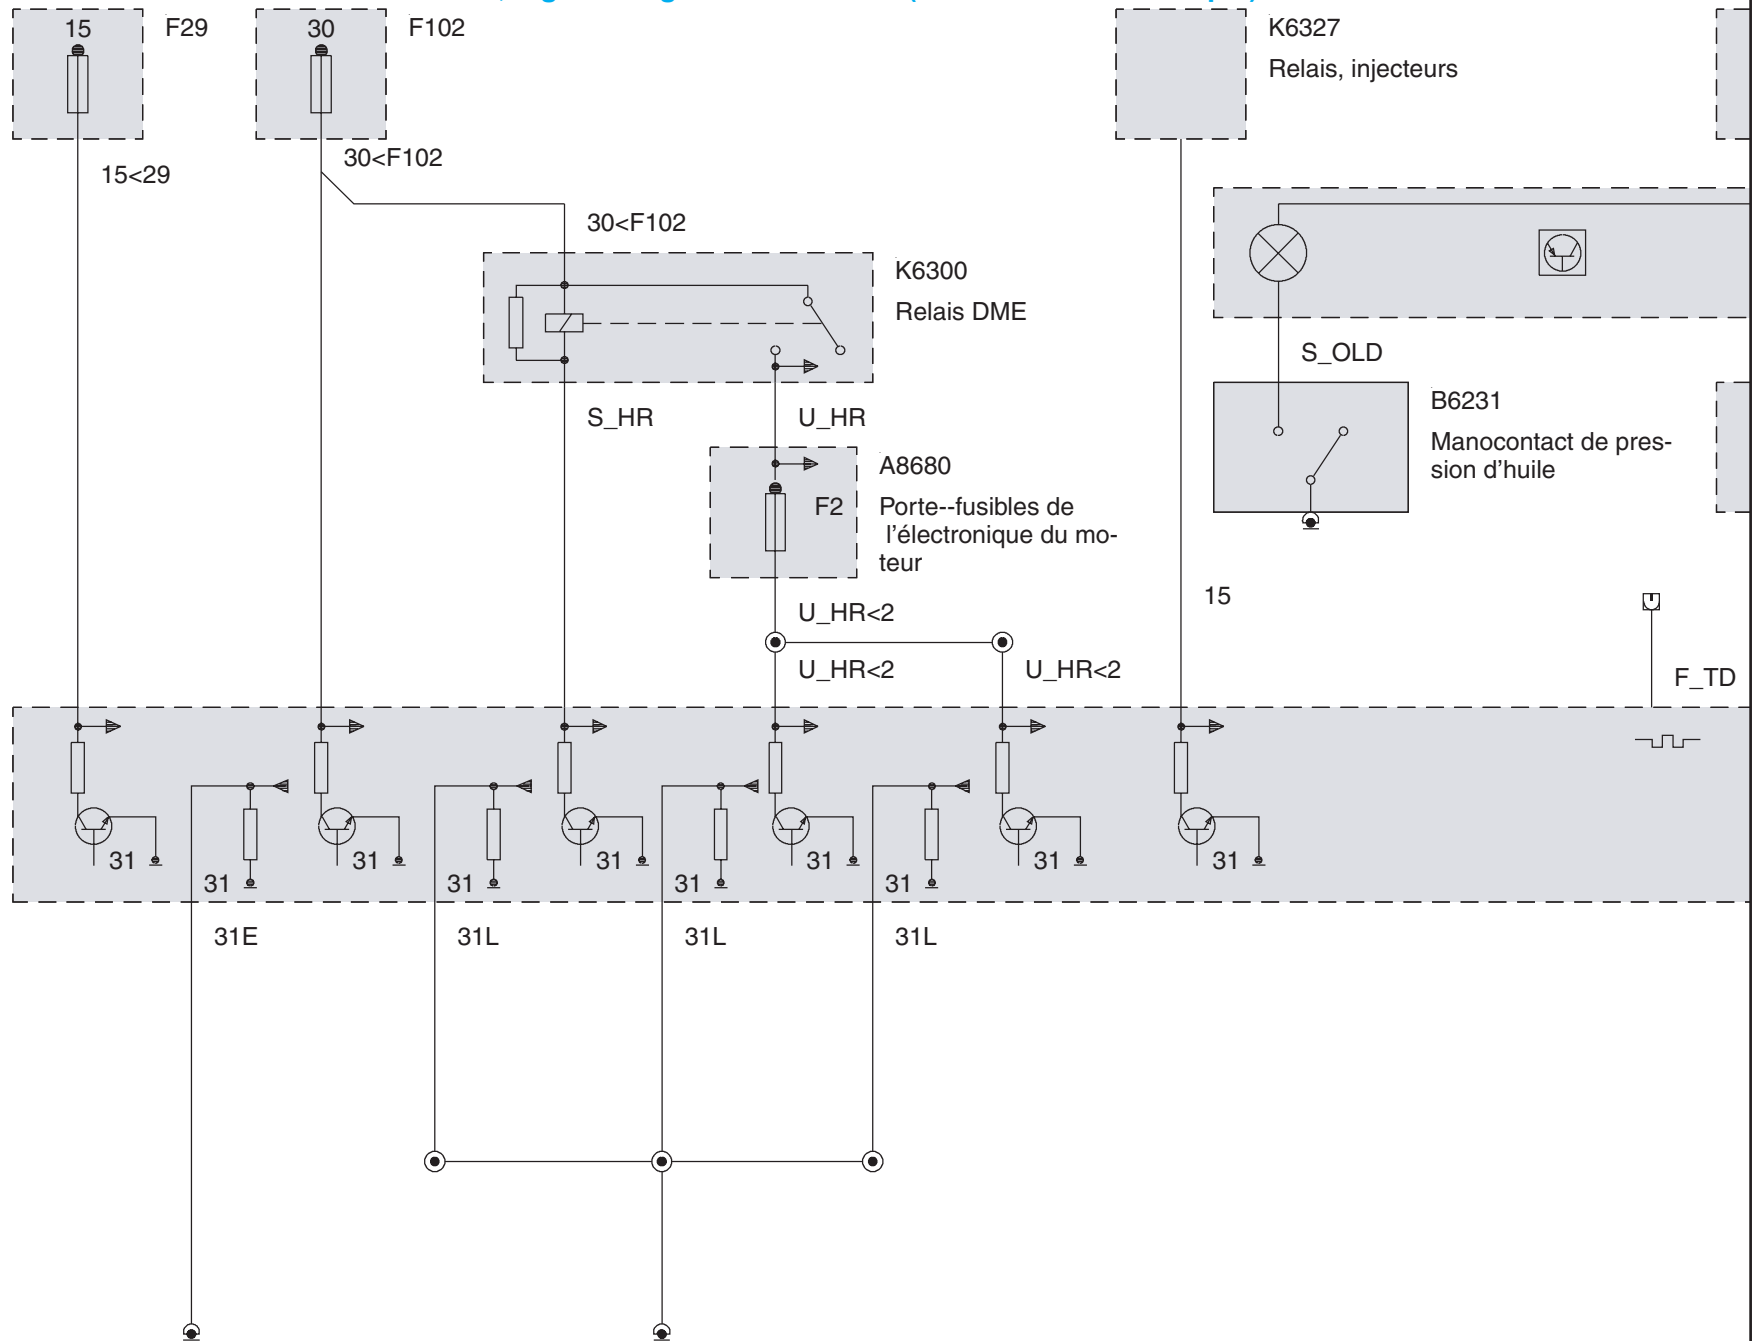 15
F29
30
F102
K6327
Relais, injecteurs
15<29
30<F102
30<F102
K6300
Relais DME
S_HR
U_HR
S_OLD
B6231
Manocontact de pres-
sion d’huile
A8680
F2
Porte--fusibles de
l’électronique du mo-
teur
15
U_HR<2
U_HR<2
U_HR<2
F_TD
31
31
31
31
31
31
31
31
31
31
31E
31L
31L
31L